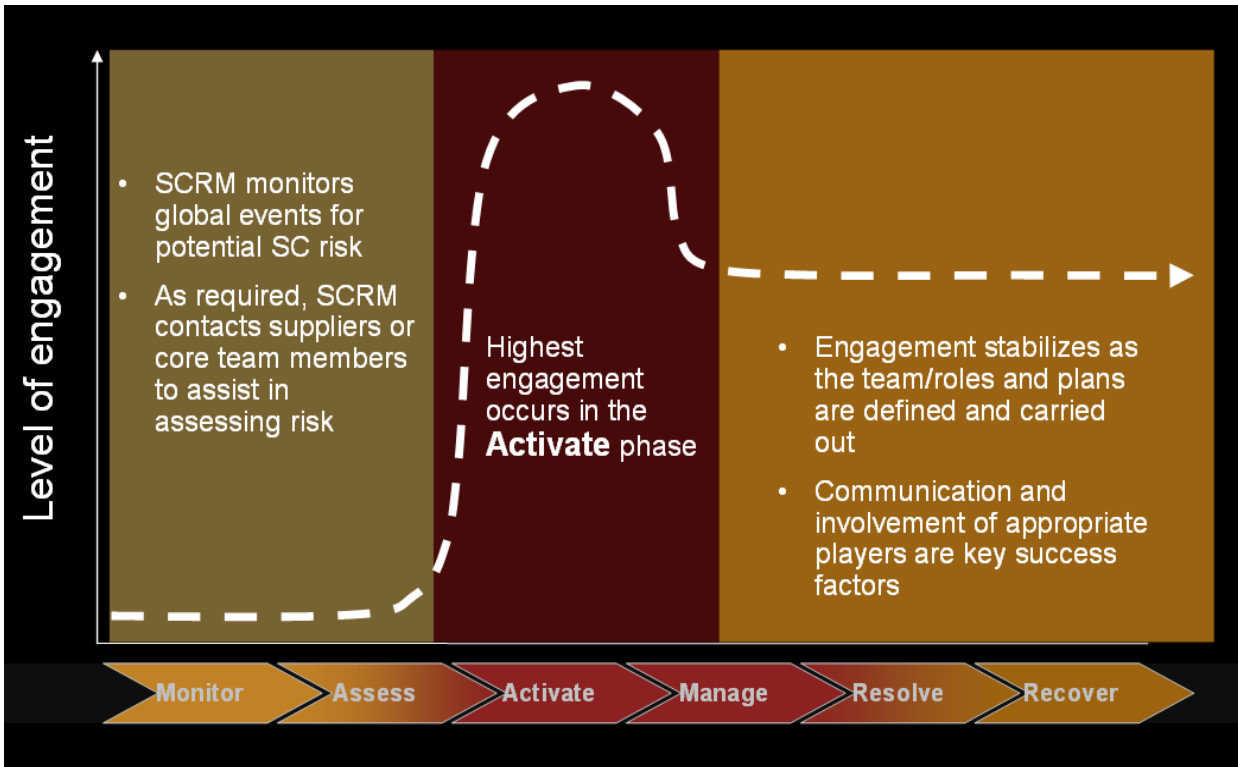 Level of engagement
• SCRM monitors
global events for
potential SC risk
• As required, SCRM
contacts suppliers or
core team members
to assist in
assessing risk
Highest
engagement
occurs in the
Activate phase
• Engagement stabilizes as
the team/roles and plans
are defined and carried
out
• Communication and
involvement of appropriate
players are key success
factors
Monitor
Assess
Activate
Manage
Resolve
Recover